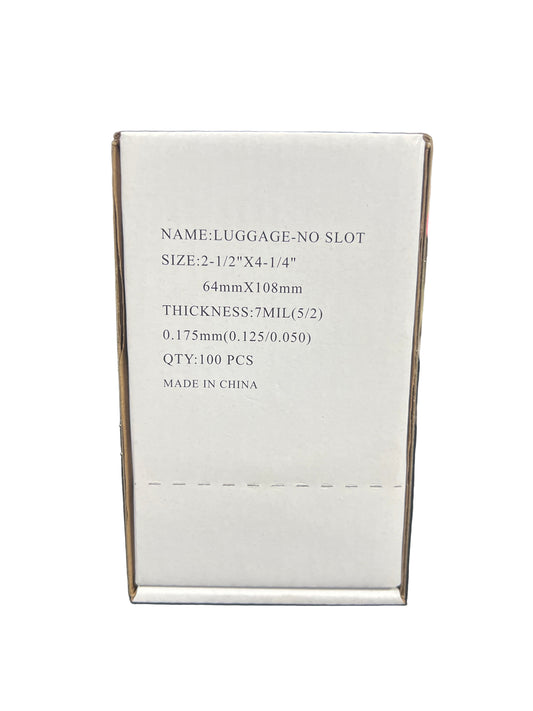 NAME:LUGGAGE-NO SLOT
SIZE:2-1/2"X4-1/4"
64mmX108mm
THICKNESS:7MIL(5/2)
0.175mm(0.125/0.050)
QTY:100 PCS
MADE IN CHINA